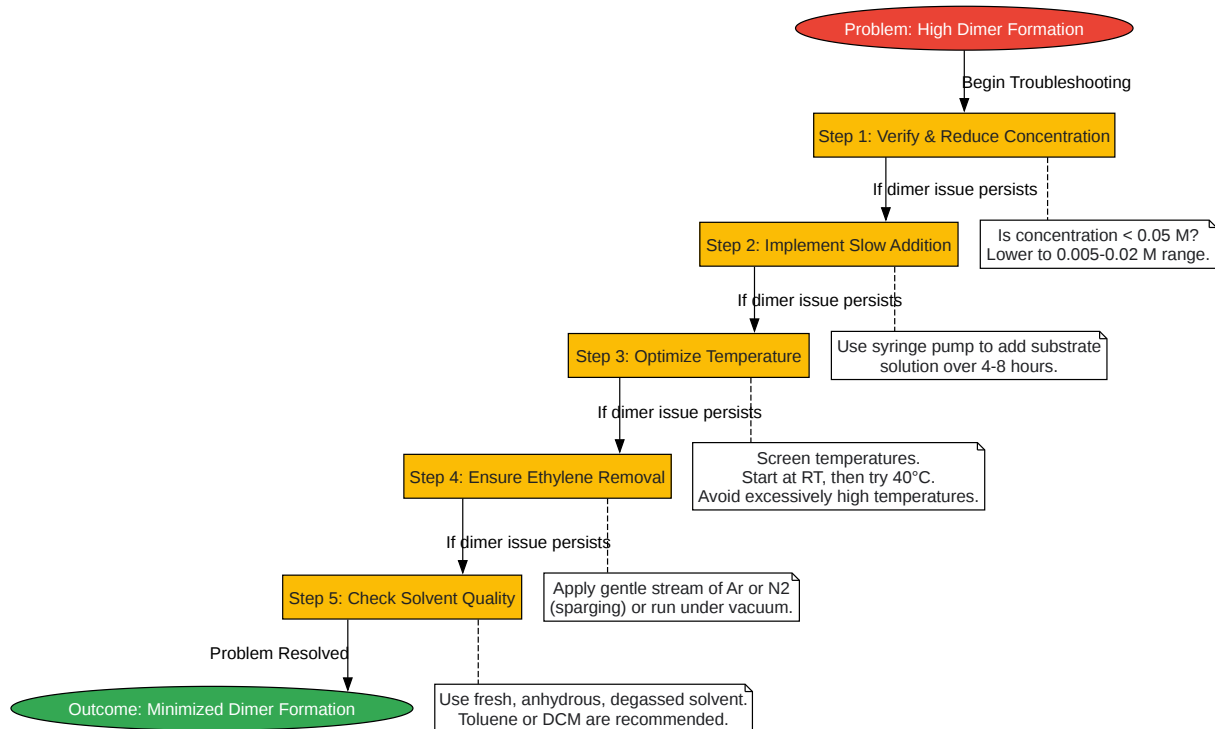 Problem: High Dimer Formation
Begin Troubleshooting
Step 1: Verify & Reduce Concentration
If dimer issue persists
Is concentration < 0.05 M?
Lower to 0.005-0.02 M range.
Step 2: Implement Slow Addition
If dimer issue persists
Use syringe pump to add substrate
solution over 4-8 hours.
Step 3: Optimize Temperature
If dimer issue persists
Screen temperatures.
Start at RT, then try 40°C.
Avoid excessively high temperatures.
Step 4: Ensure Ethylene Removal
If dimer issue persists
Apply gentle stream of Ar or N2
(sparging) or run under vacuum.
Step 5: Check Solvent Quality
Problem Resolved
Use fresh, anhydrous, degassed solvent.
Toluene or DCM are recommended.
Outcome: Minimized Dimer Formation